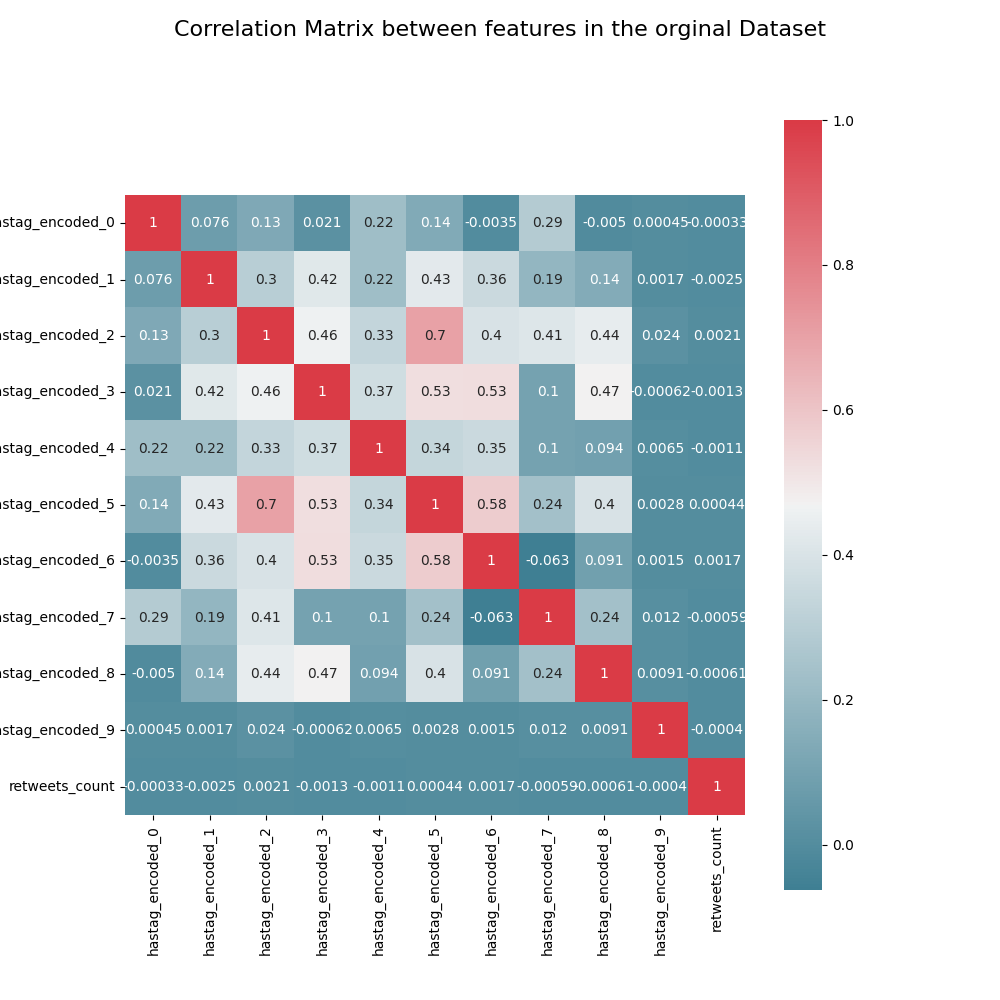 Correlation Matrix between features in the orginal Dataset
1.0
astag_encoded_0 1 0.076 0.13 0.021 0.22 0.14 -0.0035 0.29 -0.005 0.00045 -0.00033
astag_encoded_1 0.076 1 0.3 0.42 0.22 0.43 0.36 0.19 0.14 0.0017 -0.0025
0.8
astag_encoded_2 0.13 0.3 1 0.46 0.33 0.7 0.4 0.41 0.44 0.024 0.0021
astag_encoded_3 0.021 0.42 0.46 1 0.37 0.53 0.53 0.1 0.47 -0.00062 -0.0013
0.6
astag_encoded_4 0.22 0.22 0.33 0.37 1 0.34 0.35 0.1 0.094 0.0065 -0.0011
astag_encoded_5 0.14 0.43 0.7 0.53 0.34 1 0.58 0.24 0.4 0.0028 0.00044
0.4
astag_encoded_6 -0.0035 0.36 0.4 0.53 0.35 0.58 1 -0.063 0.091 0.0015 0.0017
astag_encoded_7 0.29 0.19 0.41 0.1 0.1 0.24 -0.063 1 0.24 0.012 -0.00059
astag_encoded_8 -0.005 0.14 0.44 0.47 0.094 0.4 0.091 0.24 1 0.0091 -0.00061
0.2
astag_encoded_9 0.00045 0.0017 0.024 -0.00062 0.0065 0.0028 0.0015 0.012 0.0091 1 -0.0004
retweets_count -0.00033 -0.0025 0.0021 -0.0013 -0.0011 0.00044 0.0017 -0.00059 -0.00061 -0.0004 1
0.0
hastag_encoded_0
hastag_encoded_1
hastag_encoded_2
hastag_encoded_3
hastag_encoded_4
hastag_encoded_5
hastag_encoded_6
hastag_encoded_7
hastag_encoded_8
hastag_encoded_9
retweets_count